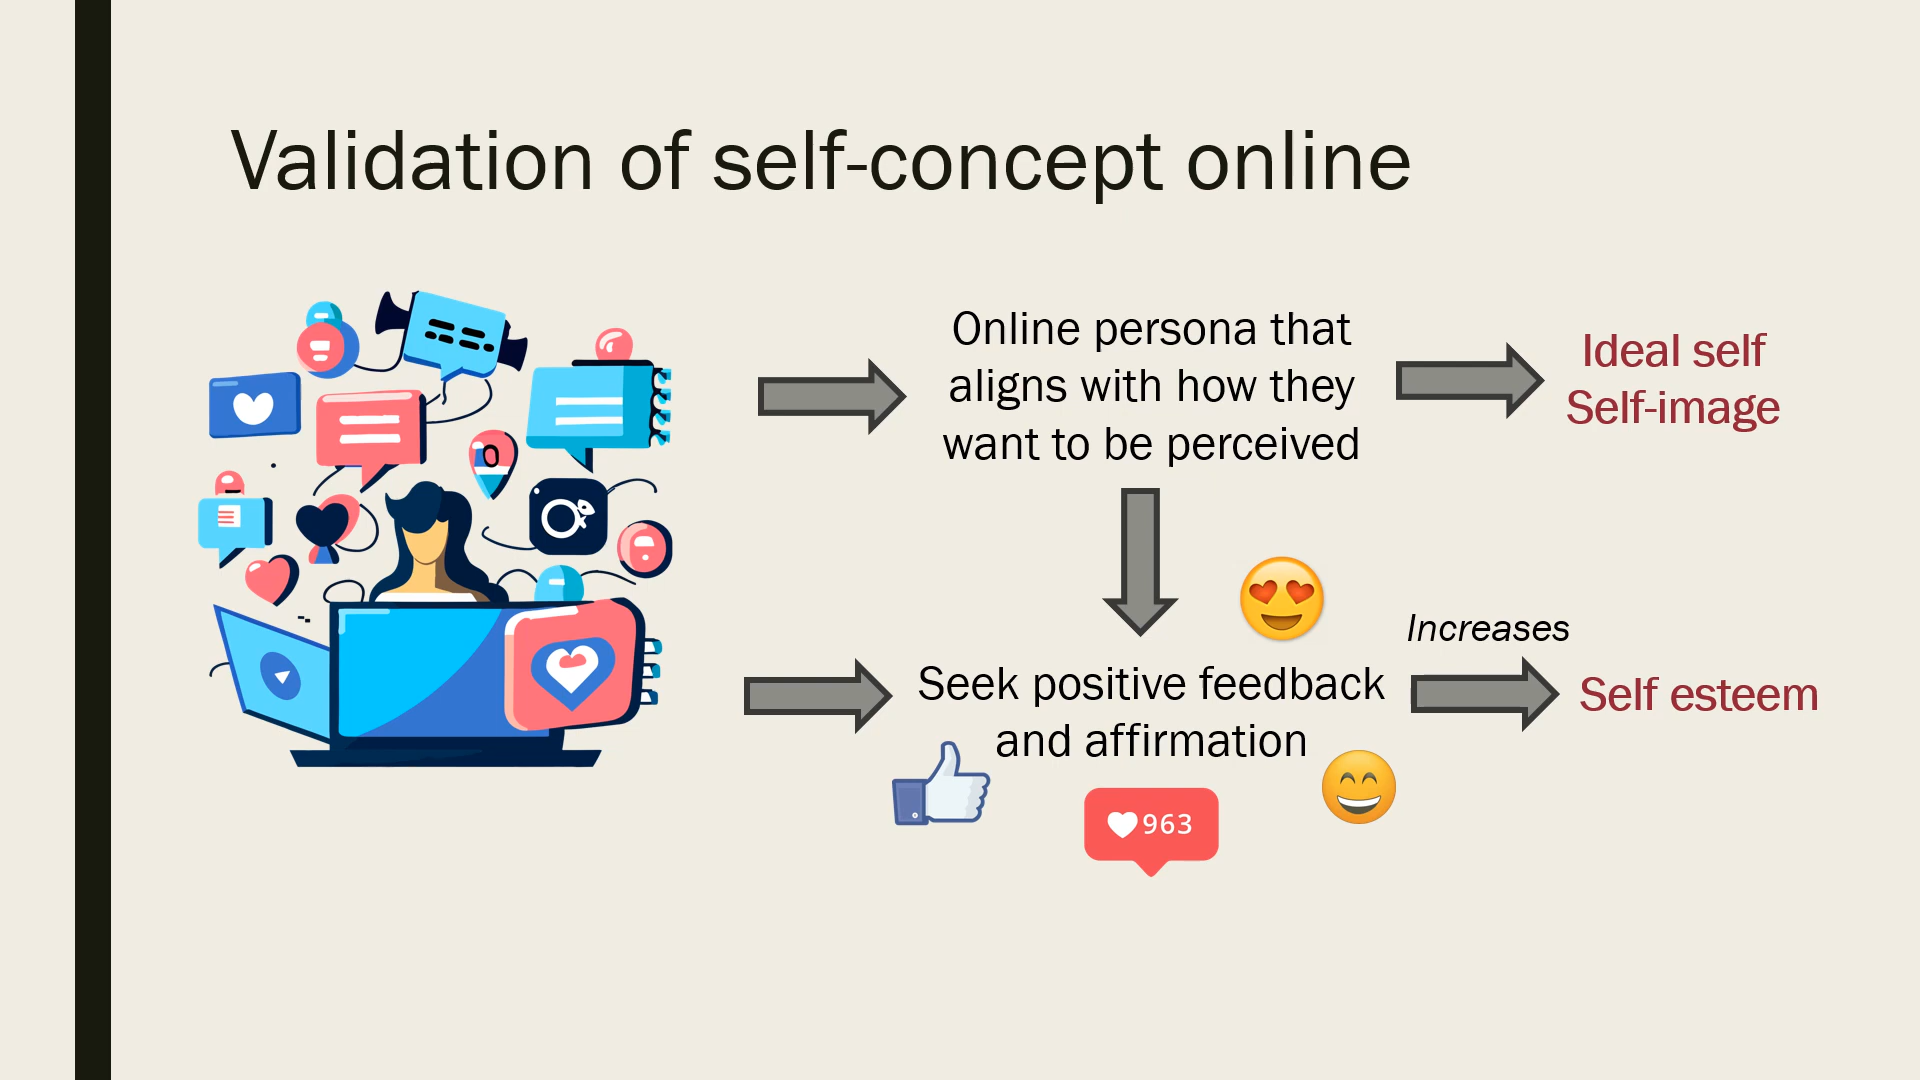 Validation of self-concept online
Online persona that
aligns with how they
want to be perceived
Ideal self
Self-image
Increases
Seek positive feedback
and affirmation
Self esteem
963